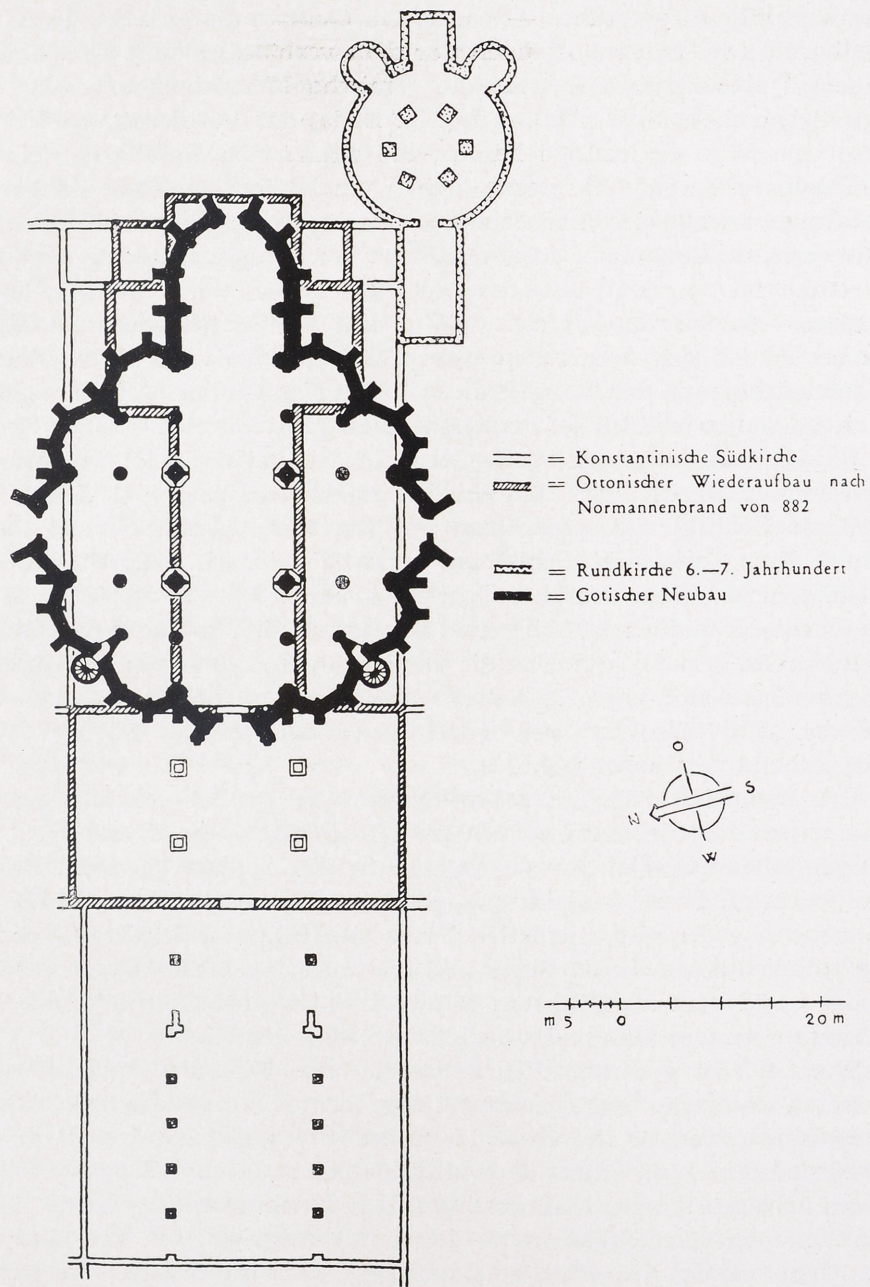 = Konstantinische Südkirche
= Ottonischer Wiederaufbau nach
Normannenbrand von 882
= Rundkirche 6.—7. Jahrhundert
= Gotischer Neubau
O
N S
W
m 5 0 20 m